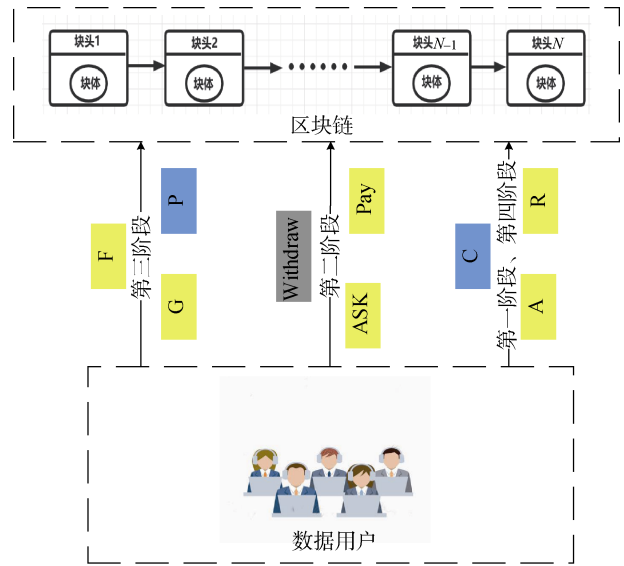 块头1
块头2
块头N–1
块头N
块体
块体
块体
块体
区块链
F
第三阶段
P
G
Withdraw
第二阶段
Pay
ASK
C
第一阶段、第四阶段
R
A
数据用户